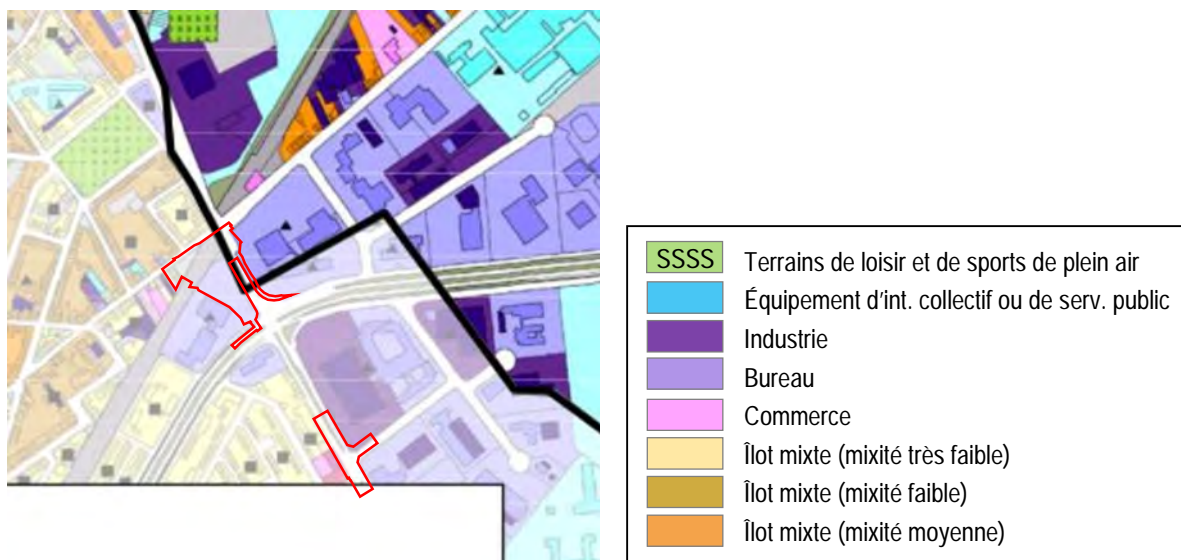 SSSS Terrains de loisir et de sports de plein air
Équipement d'int. collectif ou de serv. public
Industrie
Bureau
Commerce
Îlot mixte (mixité très faible)
Îlot mixte (mixité faible)
Îlot mixte (mixité moyenne)